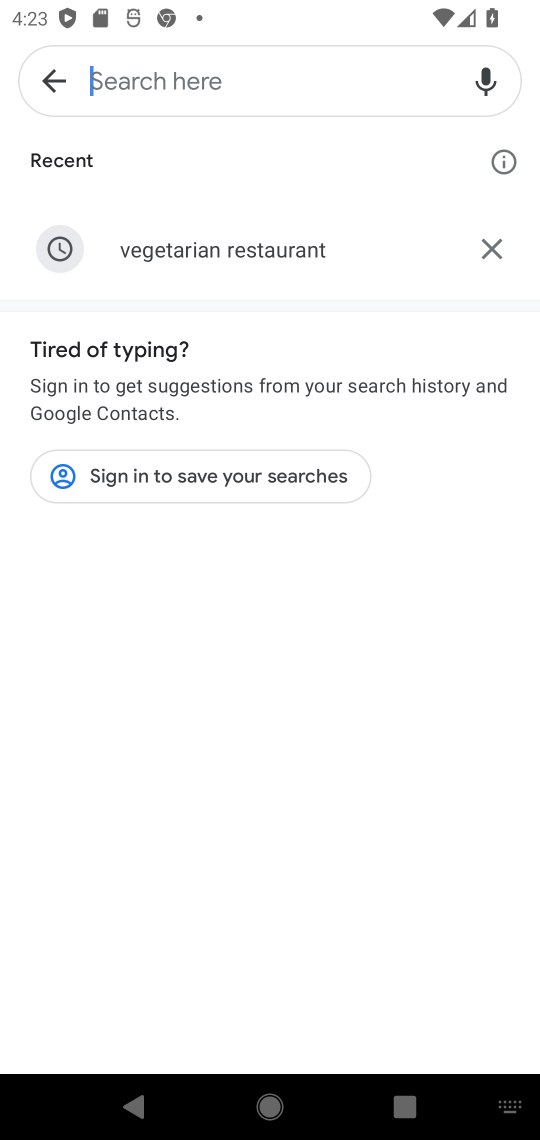 4:23
Search here
Recent
vegetarian restaurant
Tired of typing?
Sign in to get suggestions from your search history and
Google Contacts.
Sign in to save your searches